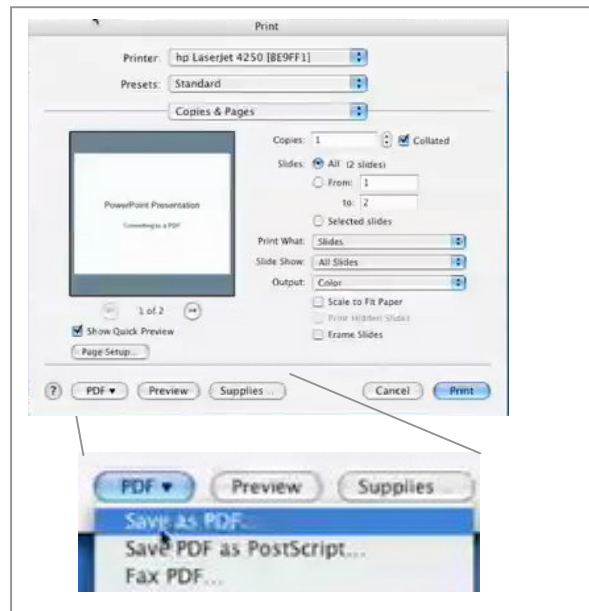 Print
Printer: hp LaserJet 4250 [8E9FF1]
Presets: Standard
Copies & Pages
Copies: 1 Collated
Slides: All (2 slides)
From: 1
to: 2
Selected slides
Print What: Slides
Slide Show: All Slides
Output: Color
Scale to Fit Paper
Print Hidden Slides
Frame Slides
PowerPoint Presentation
Converting to a PDF
1 of 2
Show Quick Preview
Page Setup...
? PDF▼ Preview Supplies... Cancel Print
PDF▼ Preview Supplies...
Save as PDF...
Save PDF as PostScript...
Fax PDF...